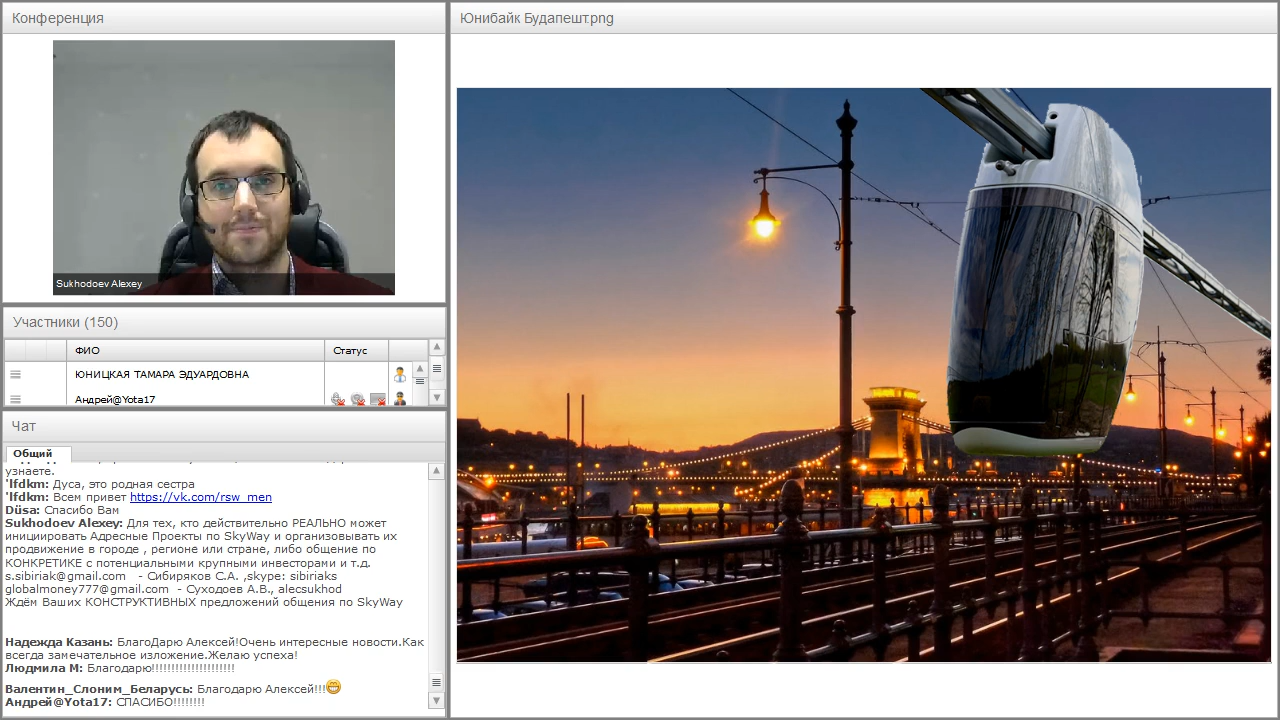 Конференция
Sukhodoev Alexey
Участники (150)
ФИО
Статус
ЮНИЦКАЯ ТАМАРА ЭДУАРДОВНА
Андрей@Yota17
Чат
Общий
узнаете.
'lfdkm: Дуса, это родная сестра
'lfdkm: Всем привет https://vk.com/rsw_men
Düsa: Спасибо Вам
Sukhodoev Alexey: Для тех, кто действительно РЕАЛЬНО может
инициировать Адресные Проекты по SkyWay и организовывать их
продвижение в городе , регионе или стране, либо общение по
КОНКРЕТИКЕ с потенциальными крупными инвесторами и т.д.
s.sibiriak@gmail.com - Сибиряков С.А. ,skype: sibiriaks
globalmoney777@gmail.com - Суходоев А.В., alecsukhod
Ждём Ваших КОНСТРУКТИВНЫХ предложений общения по SkyWay
Надежда Казань: БлагоДарю Алексей!Очень интересные новости.Как
всегда замечательное изложение.Желаю успеха!
Людмила М: Благодарю!!!!!!!!!!!!!!!!!!!!!
Валентин_Слоним_Беларусь: Благодарю Алексей!!!
Андрей@Yota17: СПАСИБО!!!!!!!!
Юнибайк Будапешт.png